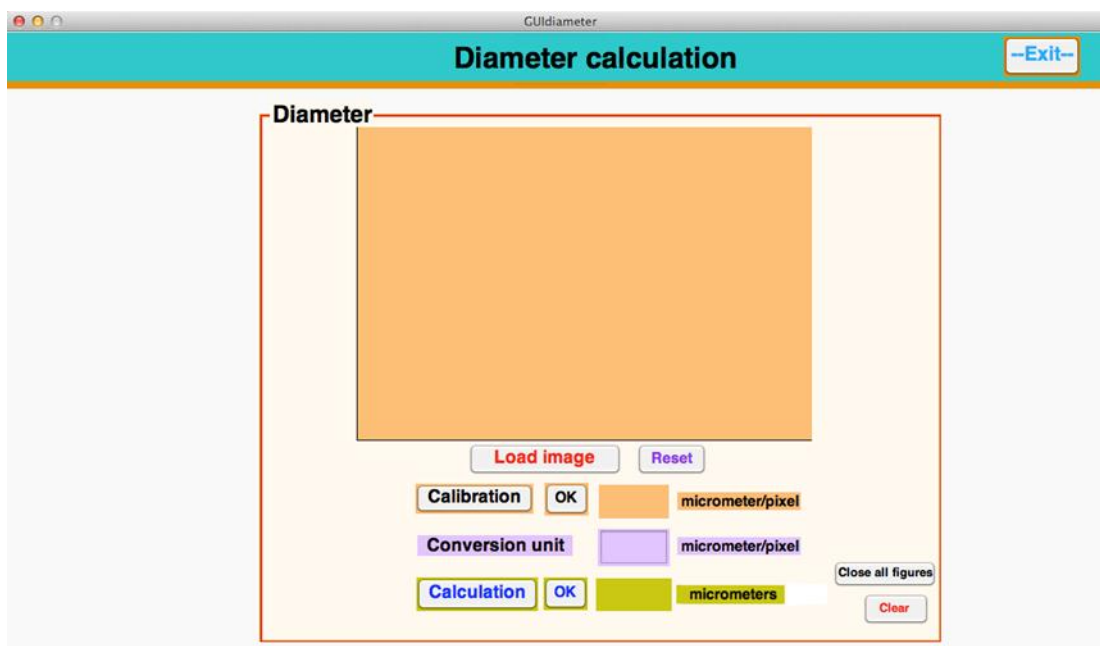 GUIdiameter
Diameter calculation
--Exit--
Diameter
Load image
Reset
Calibration OK micrometer/pixel
Conversion unit micrometer/pixel
Close all figures
Calculation OK micrometers
Clear